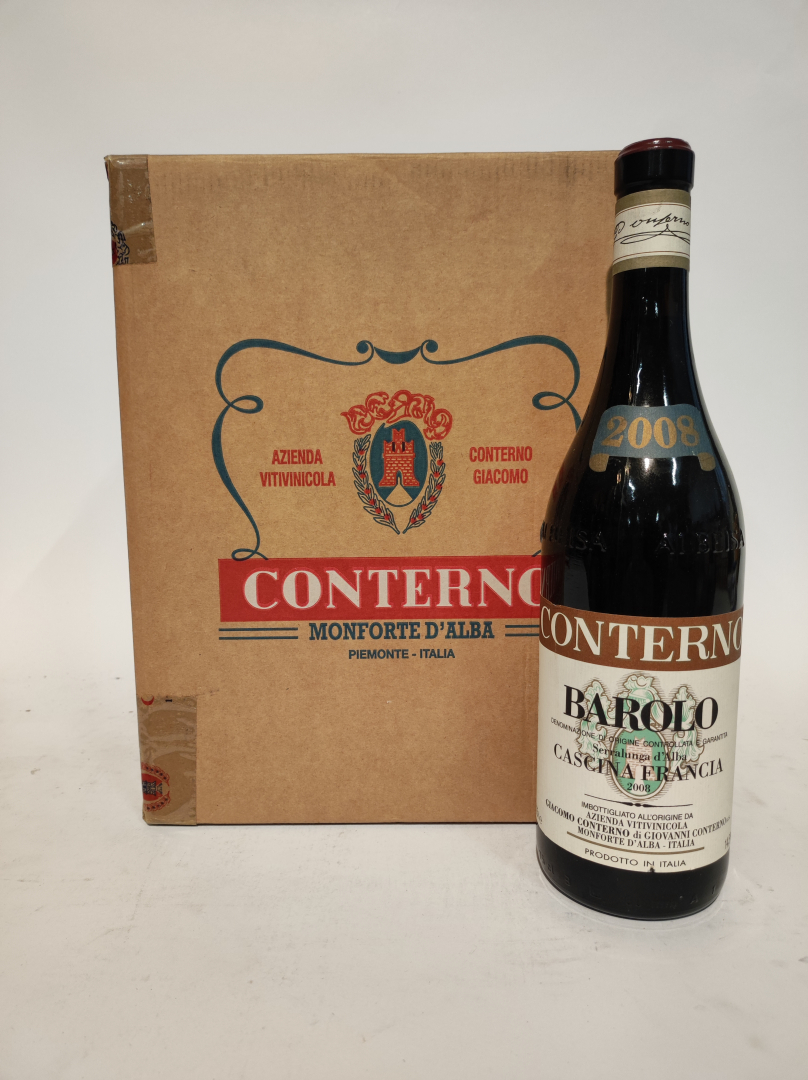 AZIENDA
VITIVINICOLA
CONTERNO
GIACOMO
CONTERNO
MONFORTE D'ALBA
PIEMONTE - ITALIA
Conterno
2008
ALBEISA
CONTERNO
BAROLO
DENOMINAZIONE DI ORIGINE CONTROLLATA E GARANTITA
Serralunga d'Alba
CASCINA FRANCIA
2008
IMBOTTIGLIATO ALL'ORIGINE DA
AZIENDA VITIVINICOLA
GIACOMO CONTERNO di GIOVANNI CONTERNO
MONFORTE D'ALBA - ITALIA
PRODOTTO IN ITALIA